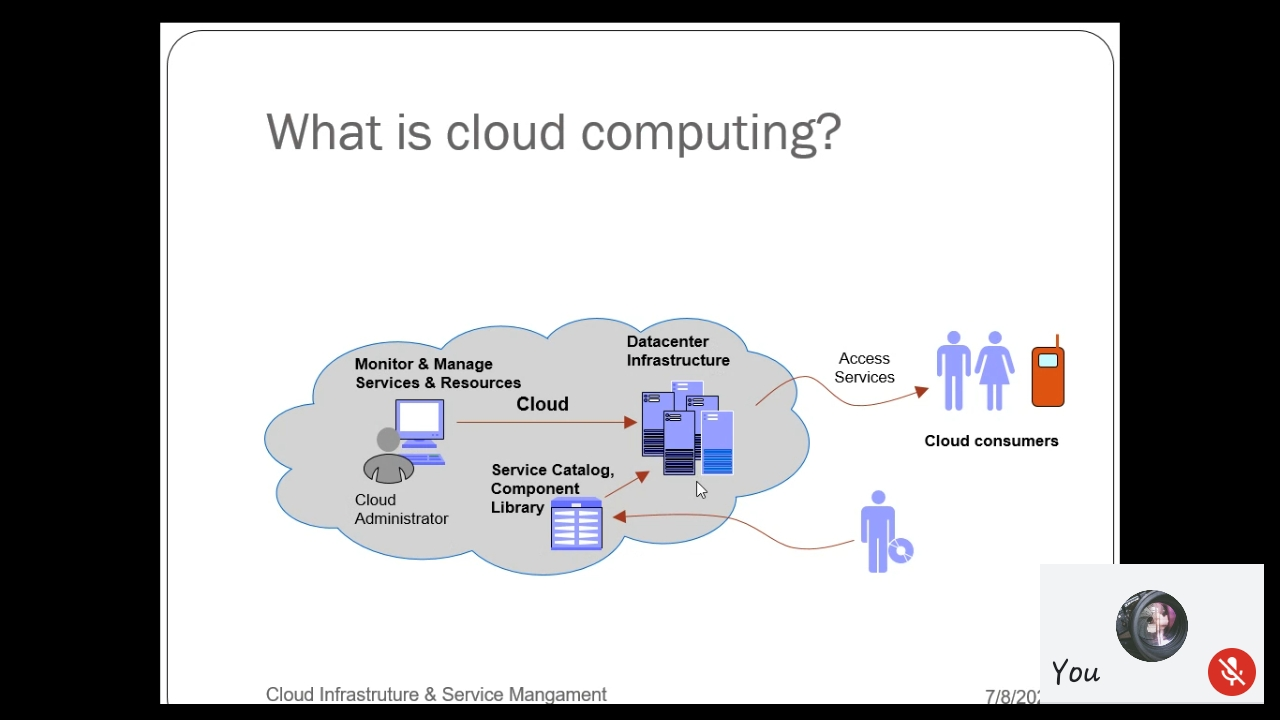 What is cloud computing?
Monitor & Manage
Services & Resources
Cloud
Cloud
Administrator
Service Catalog,
Component
Library
Datacenter
Infrastructure
Access
Services
Cloud consumers
Cloud Infrastruture & Service Mangament
You